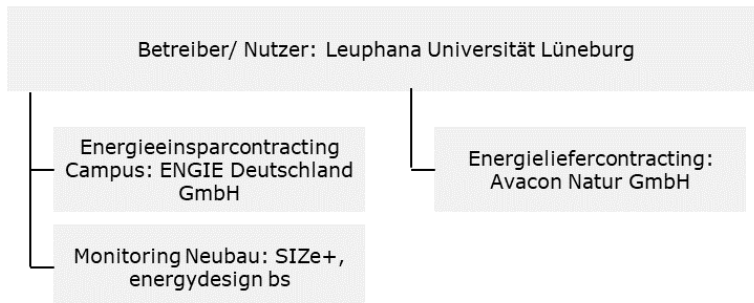 Betreiber/ Nutzer: Leuphana Universität Lüneburg
Energieeinsparcontracting
Campus: ENGIE Deutschland
GmbH
Energieliefercontracting:
Avacon Natur GmbH
Monitoring Neubau: SIZe+,
energydesign bs